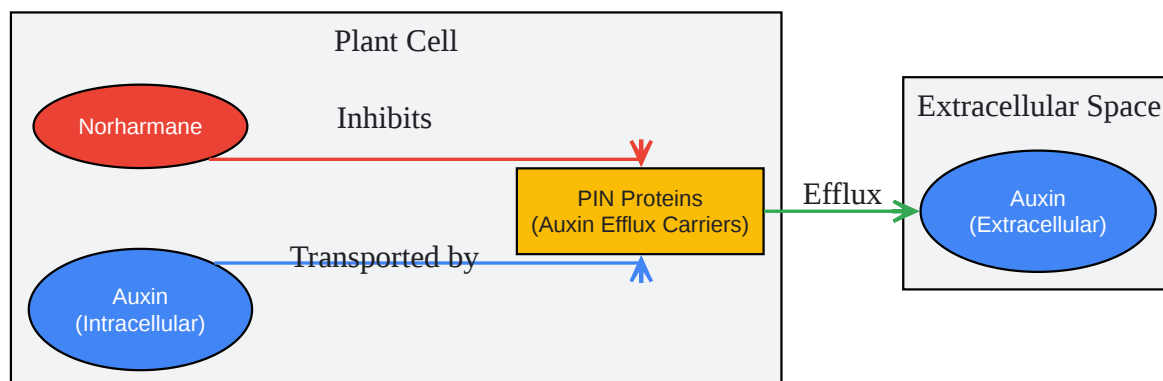 Plant Cell
Norharmane
Inhibits
PIN Proteins
(Auxin Efflux Carriers)
Transported by
Auxin
(Intracellular)
Efflux
Extracellular Space
Auxin
(Extracellular)